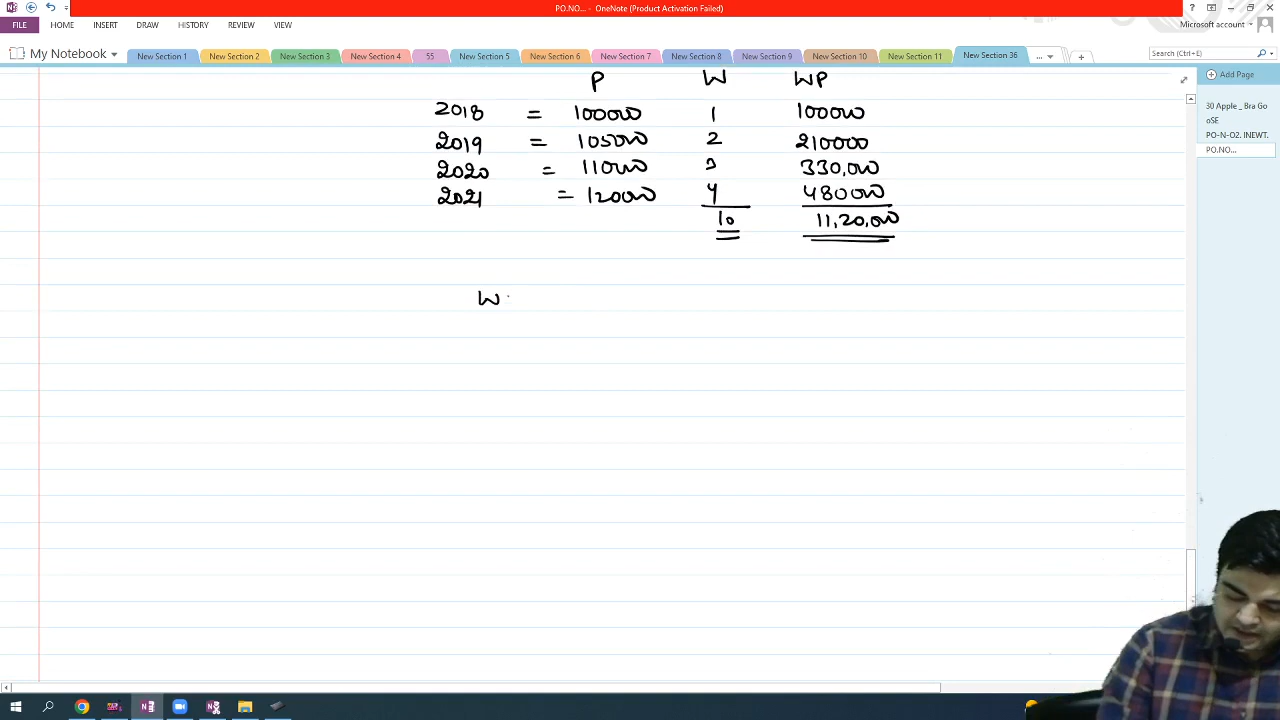 PO.NO... - OneNote (Product Activation Failed)
FILE HOME INSERT DRAW HISTORY REVIEW VIEW
Microsoft account
My Notebook
New Section 1 New Section 2 New Section 3 New Section 4 55 New Section 5 New Section 6 New Section 7 New Section 8 New Section 9 New Section 10 New Section 11 New Section 36 ...
Search (Ctrl+E)
Add Page
30 Apple _ Bra Go
oSE
PO-N-O2. INEWT.
PO.NO...
P W WP
2018 = 100000 1 100000
2019 = 105000 2 210000
2020 = 110000 3 330,000
2021 = 120000 4 480000
10 11,20,000
W